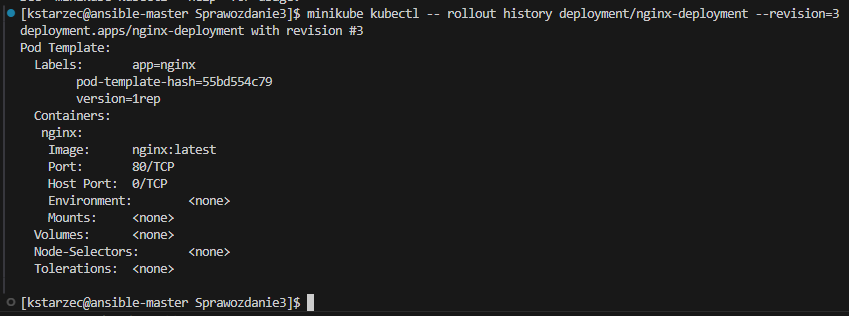 [kstarzec@ansible-master Sprawozdanie3]$ minikube kubectl -- rollout history deployment/nginx-deployment --revision=3
deployment.apps/nginx-deployment with revision #3
Pod Template:
  Labels:       app=nginx
        pod-template-hash=55bd554c79
        version=1rep
  Containers:
   nginx:
    Image:      nginx:latest
    Port:       80/TCP
    Host Port:  0/TCP
    Environment:        <none>
    Mounts:     <none>
  Volumes:      <none>
  Node-Selectors:       <none>
  Tolerations:  <none>
[kstarzec@ansible-master Sprawozdanie3]$